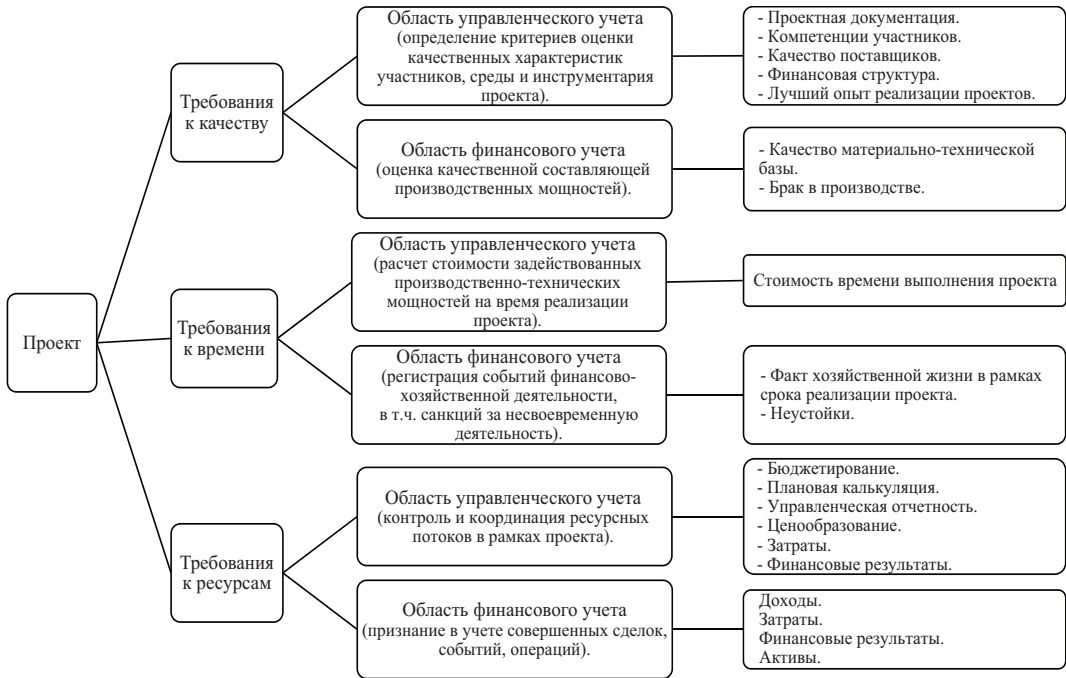 Проект
Требования
к качеству
Область управленческого учета
(определение критериев оценки
качественных характеристик
участников, среды и инструментария
проекта).
- Проектная документация.
- Компетенции участников.
- Качество поставщиков.
- Финансовая структура.
- Лучший опыт реализации проектов.
Область финансового учета
(оценка качественной составляющей
производственных мощностей).
- Качество материально-технической
базы.
- Брак в производстве.
Требования
к времени
Область управленческого учета
(расчет стоимости задействованных
производственно-технических
мощностей на время реализации
проекта).
Стоимость времени выполнения проекта
Область финансового учета
(регистрация событий финансово-
хозяйственной деятельности,
в т.ч. санкций за несвоевременную
деятельность).
- Факт хозяйственной жизни в рамках
срока реализации проекта.
- Неустойки.
Требования
к ресурсам
Область управленческого учета
(контроль и координация ресурсных
потоков в рамках проекта).
- Бюджетирование.
- Плановая калькуляция.
- Управленческая отчетность.
- Ценообразование.
- Затраты.
- Финансовые результаты.
Область финансового учета
(признание в учете совершенных сделок,
событий, операций).
Доходы.
Затраты.
Финансовые результаты.
Активы.